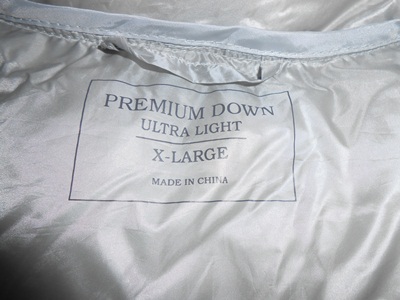 PREMIUM DOWN
ULTRA LIGHT
X-LARGE
MADE IN CHINA